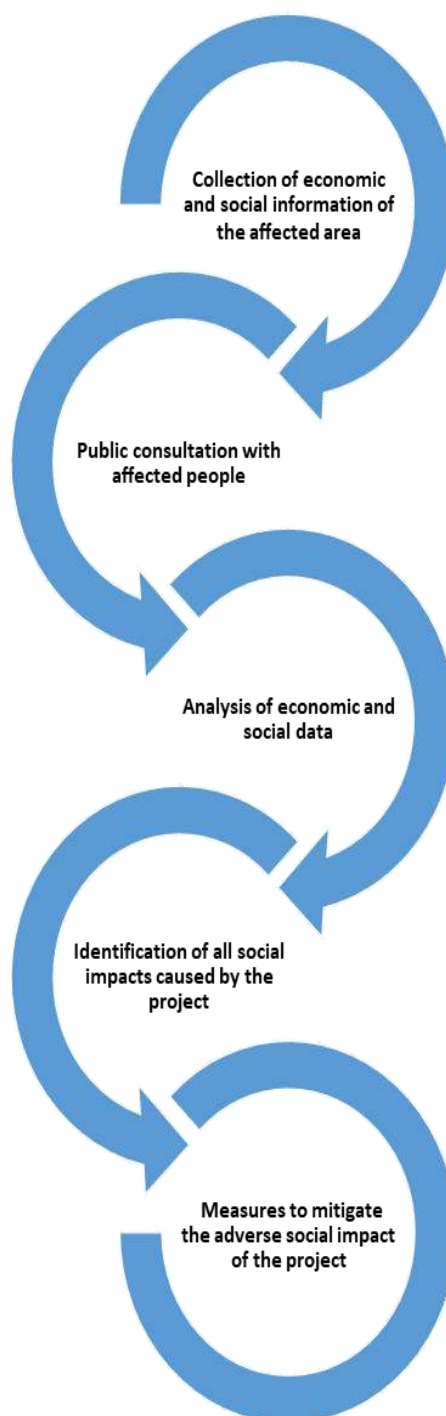 Collection of economic
and social information of
the affected area
Public consultation with
affected people
Analysis of economic and
social data
Identification of all social
impacts caused by the
project
Measures to mitigate
the adverse social impact
of the project